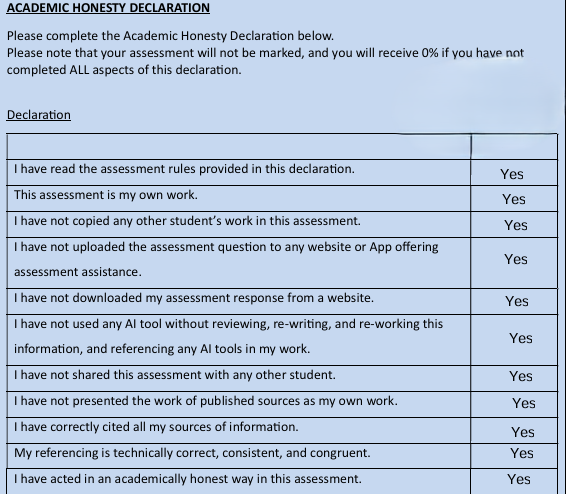 ACADEMIC HONESTY DECLARATION
Please complete the Academic Honesty Declaration below.
Please note that your assessment will not be marked, and you will receive 0% if you have not
completed ALL aspects of this declaration.
Declaration
I have read the assessment rules provided in this declaration. Yes
This assessment is my own work. Yes
I have not copied any other student’s work in this assessment. Yes
I have not uploaded the assessment question to any website or App offering
assessment assistance. Yes
I have not downloaded my assessment response from a website. Yes
I have not used any AI tool without reviewing, re-writing, and re-working this
information, and referencing any AI tools in my work. Yes
I have not shared this assessment with any other student. Yes
I have not presented the work of published sources as my own work. Yes
I have correctly cited all my sources of information. Yes
My referencing is technically correct, consistent, and congruent. Yes
I have acted in an academically honest way in this assessment. Yes